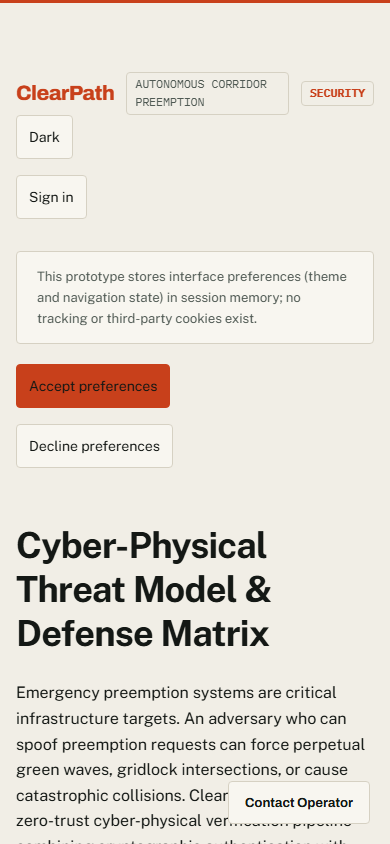 ClearPath
AUTONOMOUS CORRIDOR
PREEMPTION
SECURITY
Dark
Sign in
This prototype stores interface preferences (theme
and navigation state) in session memory; no
tracking or third-party cookies exist.
Accept preferences
Decline preferences
Cyber-Physical
Threat Model &
Defense Matrix
Emergency preemption systems are critical
infrastructure targets. An adversary who can
spoof preemption requests can force perpetual
green waves, gridlock intersections, or cause
catastrophic collisions. Clear
Contact Operator
zero-trust cyber-physical verification pipeline